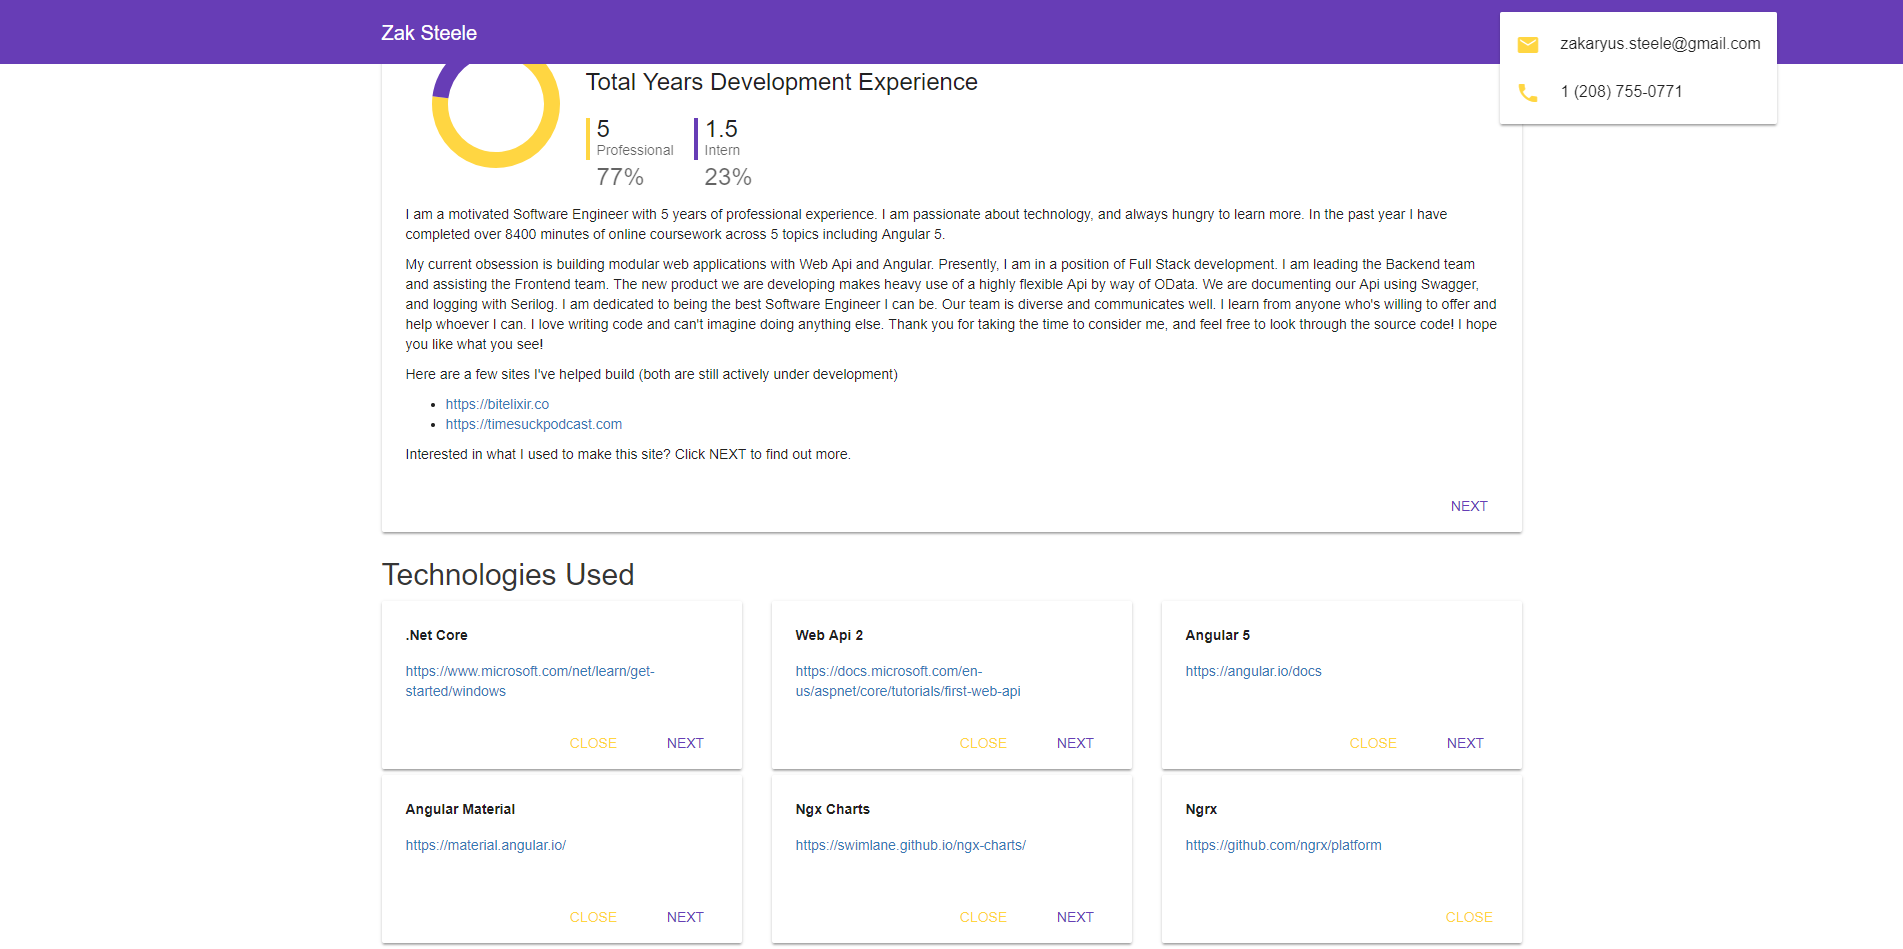 Zak Steele
zakaryus.steele@gmail.com
1 (208) 755-0771
Total Years Development Experience
5
Professional
77%
1.5
Intern
23%
I am a motivated Software Engineer with 5 years of professional experience. I am passionate about technology, and always hungry to learn more. In the past year I have
completed over 8400 minutes of online coursework across 5 topics including Angular 5.
My current obsession is building modular web applications with Web Api and Angular. Presently, I am in a position of Full Stack development. I am leading the Backend team
and assisting the Frontend team. The new product we are developing makes heavy use of a highly flexible Api by way of OData. We are documenting our Api using Swagger,
and logging with Serilog. I am dedicated to being the best Software Engineer I can be. Our team is diverse and communicates well. I learn from anyone who's willing to offer and
help whoever I can. I love writing code and can't imagine doing anything else. Thank you for taking the time to consider me, and feel free to look through the source code! I hope
you like what you see!
Here are a few sites I've helped build (both are still actively under development)
• https://bitelixir.co
• https://timesuckpodcast.com
Interested in what I used to make this site? Click NEXT to find out more.
NEXT
Technologies Used
.Net Core
https://www.microsoft.com/net/learn/get-
started/windows
CLOSE NEXT
Web Api 2
https://docs.microsoft.com/en-
us/aspnet/core/tutorials/first-web-api
CLOSE NEXT
Angular 5
https://angular.io/docs
CLOSE NEXT
Angular Material
https://material.angular.io/
CLOSE NEXT
Ngx Charts
https://swimlane.github.io/ngx-charts/
CLOSE NEXT
Ngrx
https://github.com/ngrx/platform
CLOSE